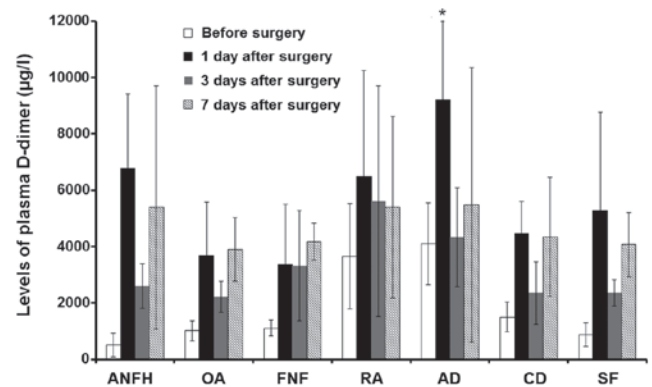 *
12000
10000
8000
6000
4000
2000
0
Levels of plasma D-dimer (µg/l)
Before surgery
1 day after surgery
3 days after surgery
7 days after surgery
ANFH OA FNF RA AD CD SF